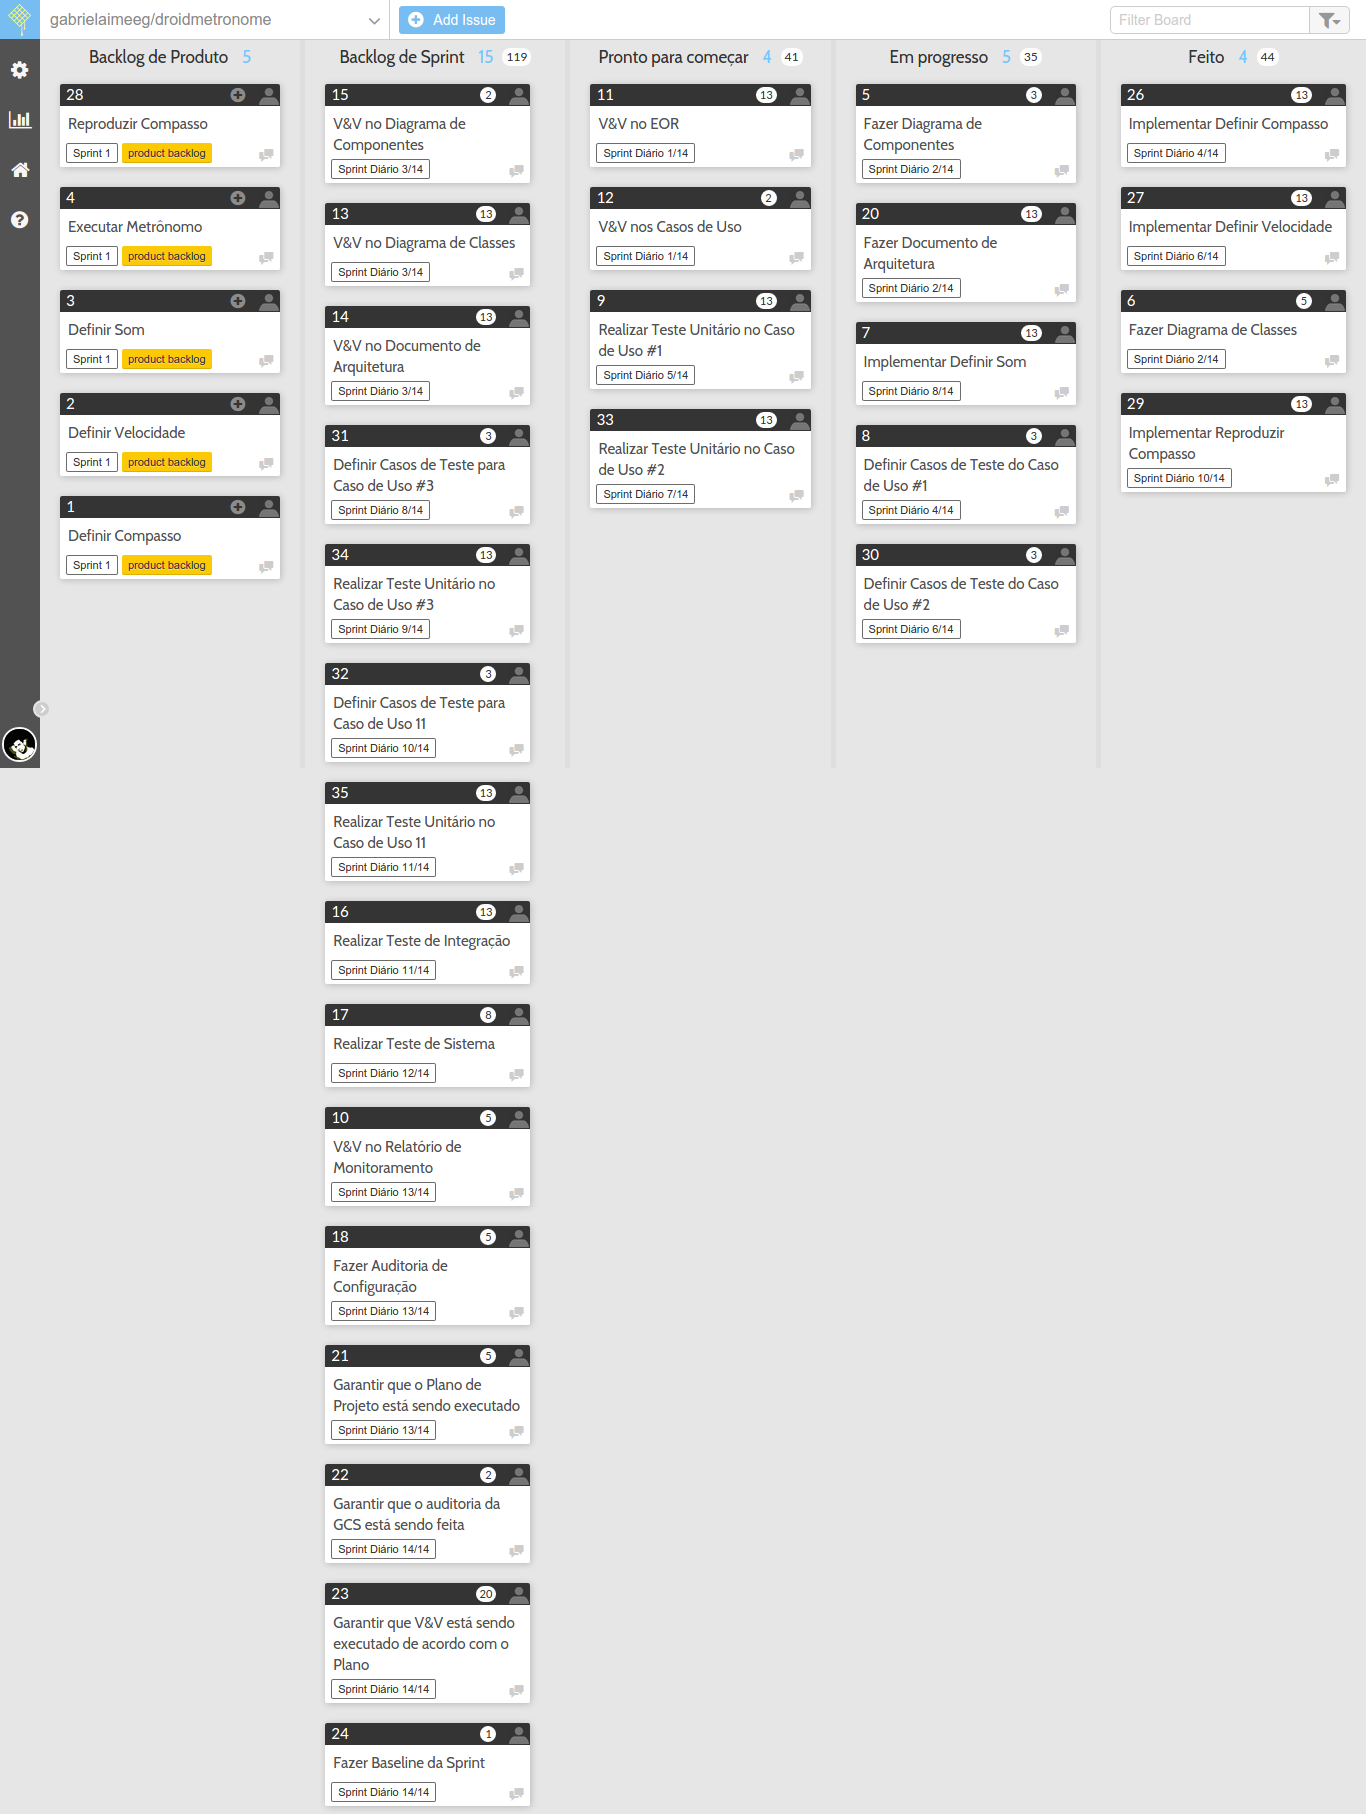 gabrielaimeeg/droidmetronome
Add Issue
Filter Board
Backlog de Produto 5
28
Reproduzir Compasso
Sprint 1 product backlog
4
Executar Metrônomo
Sprint 1 product backlog
3
Definir Som
Sprint 1 product backlog
2
Definir Velocidade
Sprint 1 product backlog
1
Definir Compasso
Sprint 1 product backlog
Backlog de Sprint 15 119
15 2
V&V no Diagrama de
Componentes
Sprint Diário 3/14
13 13
V&V no Diagrama de Classes
Sprint Diário 3/14
14 13
V&V no Documento de
Arquitetura
Sprint Diário 3/14
31 3
Definir Casos de Teste para
Caso de Uso #3
Sprint Diário 8/14
34 13
Realizar Teste Unitário no
Caso de Uso #3
Sprint Diário 9/14
32 3
Definir Casos de Teste para
Caso de Uso 11
Sprint Diário 10/14
35 13
Realizar Teste Unitário no
Caso de Uso 11
Sprint Diário 11/14
16 13
Realizar Teste de Integração
Sprint Diário 11/14
17 8
Realizar Teste de Sistema
Sprint Diário 12/14
10 5
V&V no Relatório de
Monitoramento
Sprint Diário 13/14
18 5
Fazer Auditoria de
Configuração
Sprint Diário 13/14
21 5
Garantir que o Plano de
Projeto está sendo executado
Sprint Diário 13/14
22 2
Garantir que o auditoria da
GCS está sendo feita
Sprint Diário 14/14
23 20
Garantir que V&V está sendo
executado de acordo com o
Plano
Sprint Diário 14/14
24 1
Fazer Baseline da Sprint
Sprint Diário 14/14
Pronto para começar 4 41
11 13
V&V no EOR
Sprint Diário 1/14
12 2
V&V nos Casos de Uso
Sprint Diário 1/14
9 13
Realizar Teste Unitário no Caso
de Uso #1
Sprint Diário 5/14
33 13
Realizar Teste Unitário no Caso
de Uso #2
Sprint Diário 7/14
Em progresso 5 35
5 3
Fazer Diagrama de
Componentes
Sprint Diário 2/14
20 13
Fazer Documento de
Arquitetura
Sprint Diário 2/14
7 13
Implementar Definir Som
Sprint Diário 8/14
8 3
Definir Casos de Teste do Caso
de Uso #1
Sprint Diário 4/14
30 3
Definir Casos de Teste do Caso
de Uso #2
Sprint Diário 6/14
Feito 4 44
26 13
Implementar Definir Compasso
Sprint Diário 4/14
27 13
Implementar Definir Velocidade
Sprint Diário 6/14
6 5
Fazer Diagrama de Classes
Sprint Diário 2/14
29 13
Implementar Reproduzir
Compasso
Sprint Diário 10/14